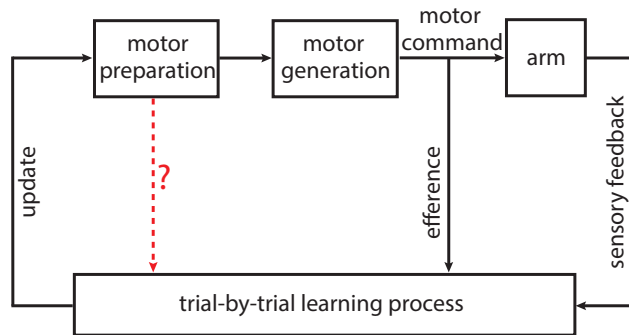 motor
preparation
motor
generation
motor
command
arm
?
update
efference
sensory feedback
trial-by-trial learning process